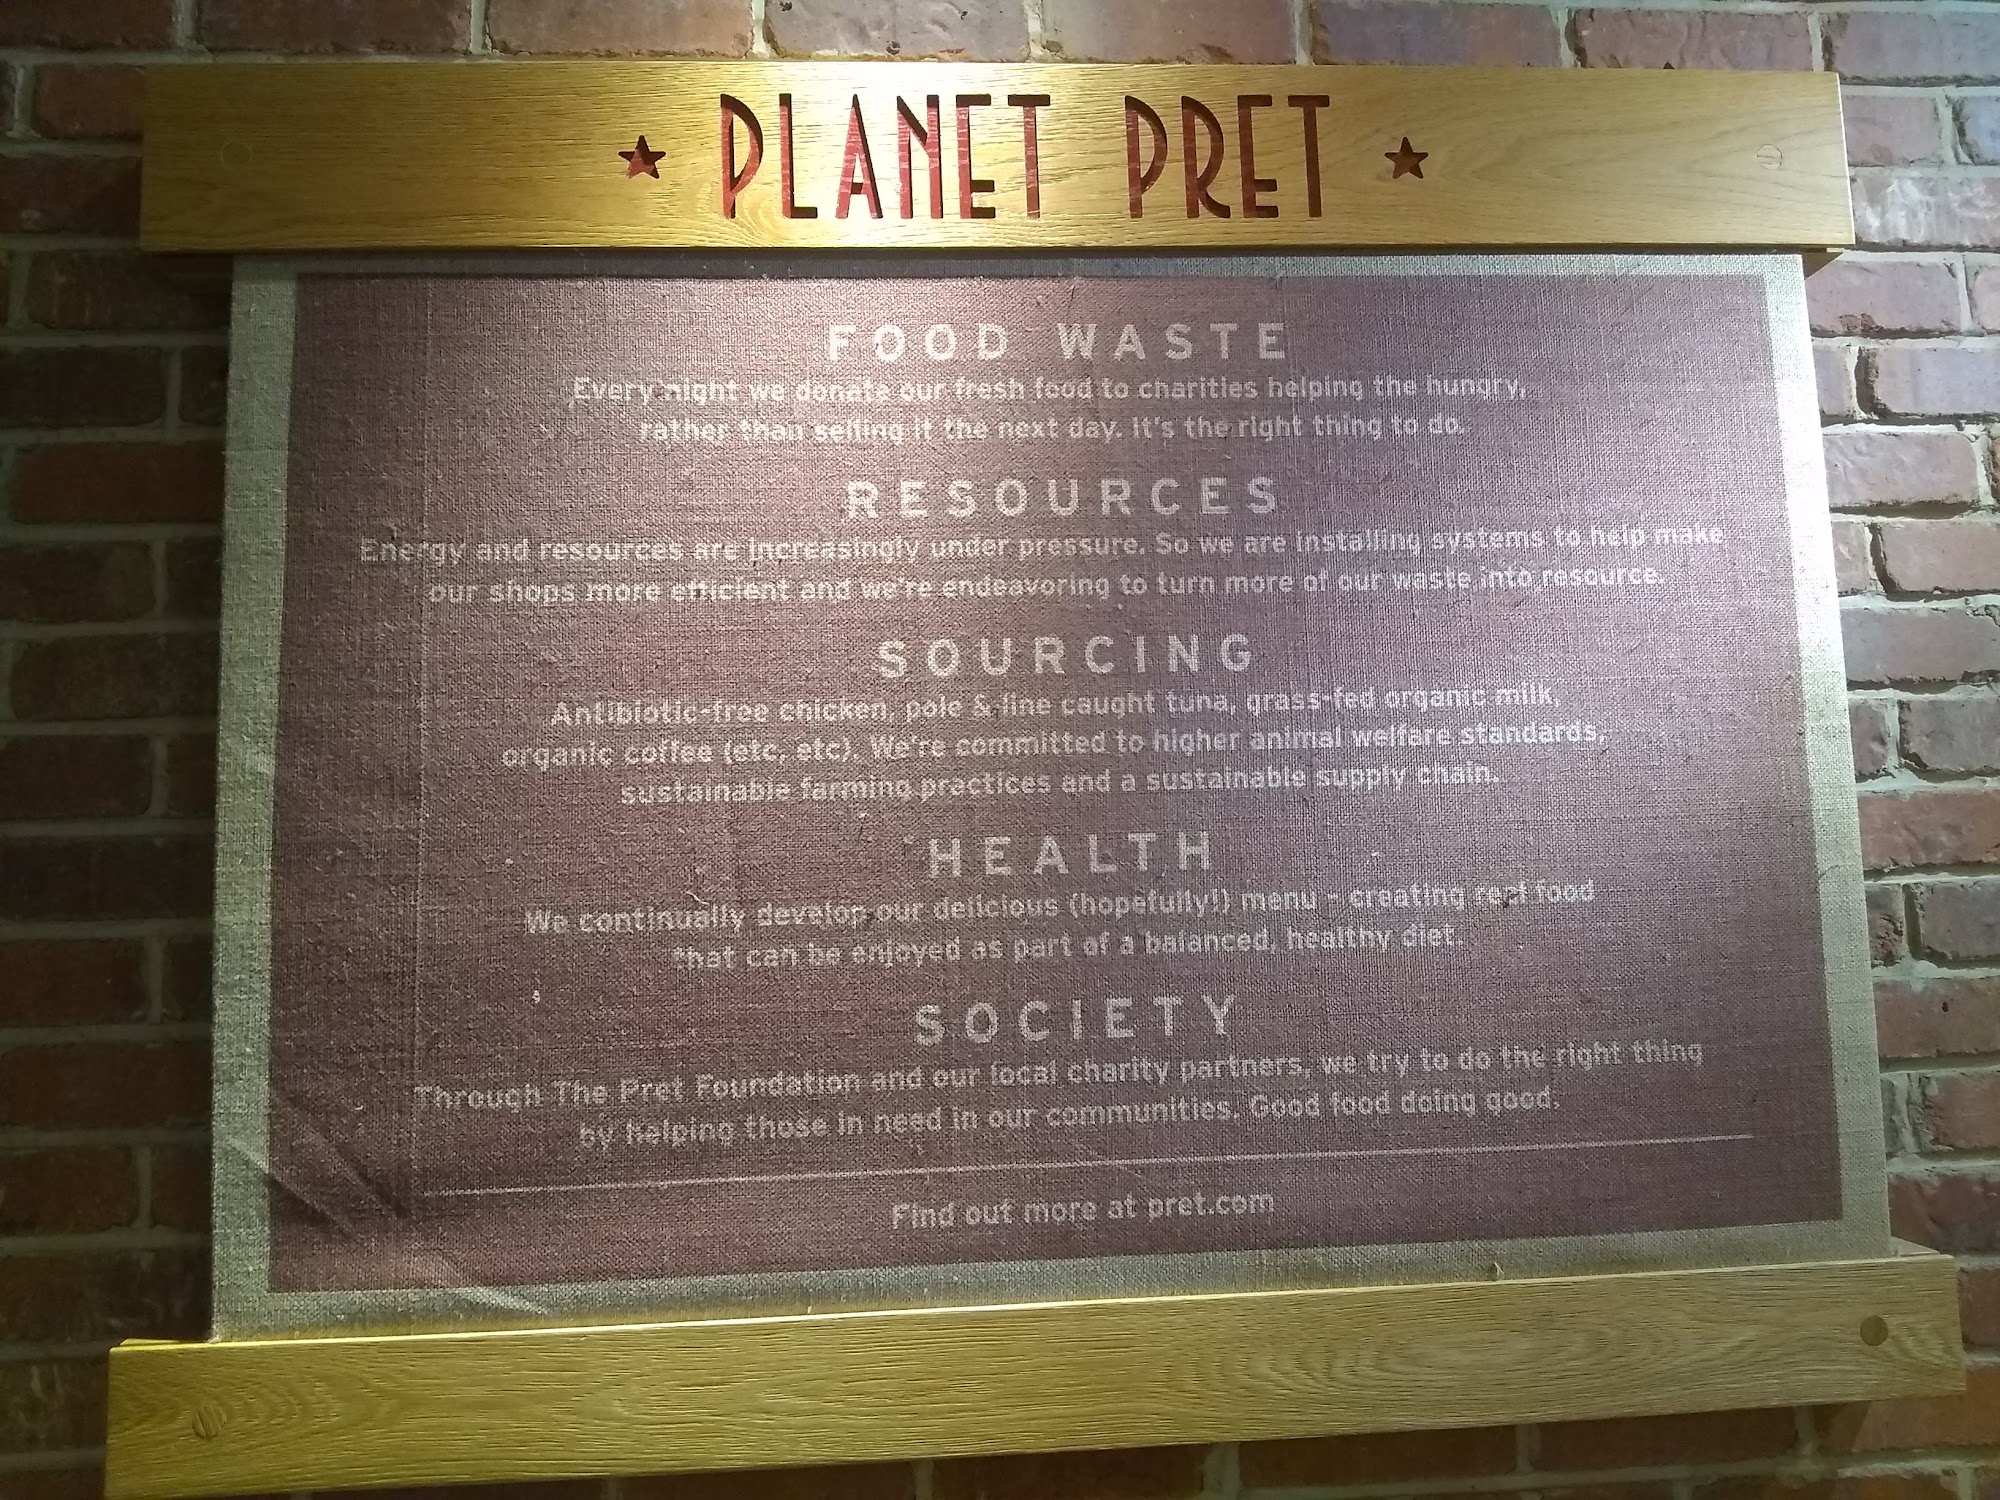 ★ PLANET PRET ★
FOOD WASTE
Every night we donate our fresh food to charities helping the hungry,
rather than selling it the next day. It's the right thing to do.
RESOURCES
Energy and resources are increasingly under pressure. So we are installing systems to help make
our shops more efficient and we're endeavoring to turn more of our waste into resource.
SOURCING
Antibiotic-free chicken, pole & line caught tuna, grass-fed organic milk,
organic coffee (etc, etc). We're committed to higher animal welfare standards,
sustainable farming practices and a sustainable supply chain.
HEALTH
We continually develop our delicious (hopefully!) menu - creating real food
that can be enjoyed as part of a balanced, healthy diet.
SOCIETY
Through The Pret Foundation and our local charity partners, we try to do the right thing
by helping those in need in our communities. Good food doing good.
Find out more at pret.com